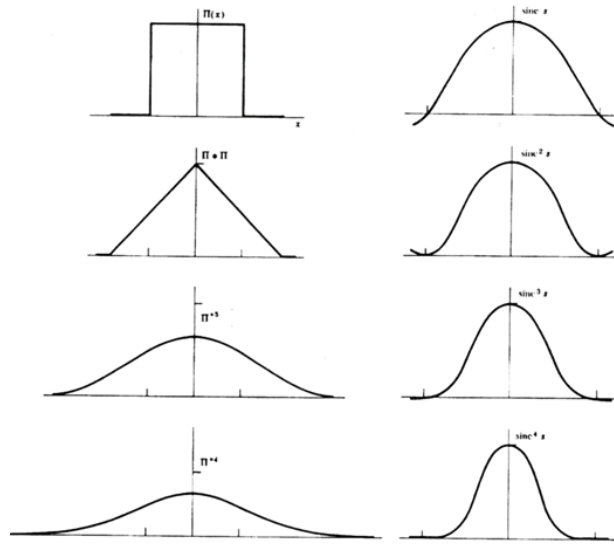 Π(x)
x
sinc s
Π * Π
sinc² s
Π*³
sinc³ s
Π*⁴
sinc⁴ s